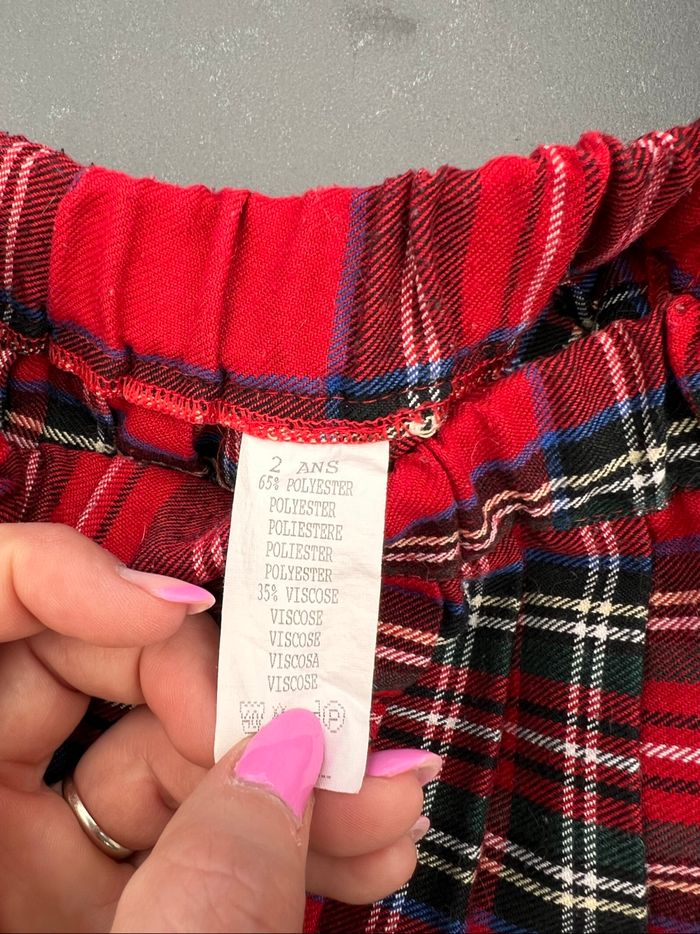 2 ANS
65% POLYESTER
POLYESTER
POLIESTERE
POLIESTER
POLYESTER
35% VISCOSE
VISCOSE
VISCOSE
VISCOSA
VISCOSE
P